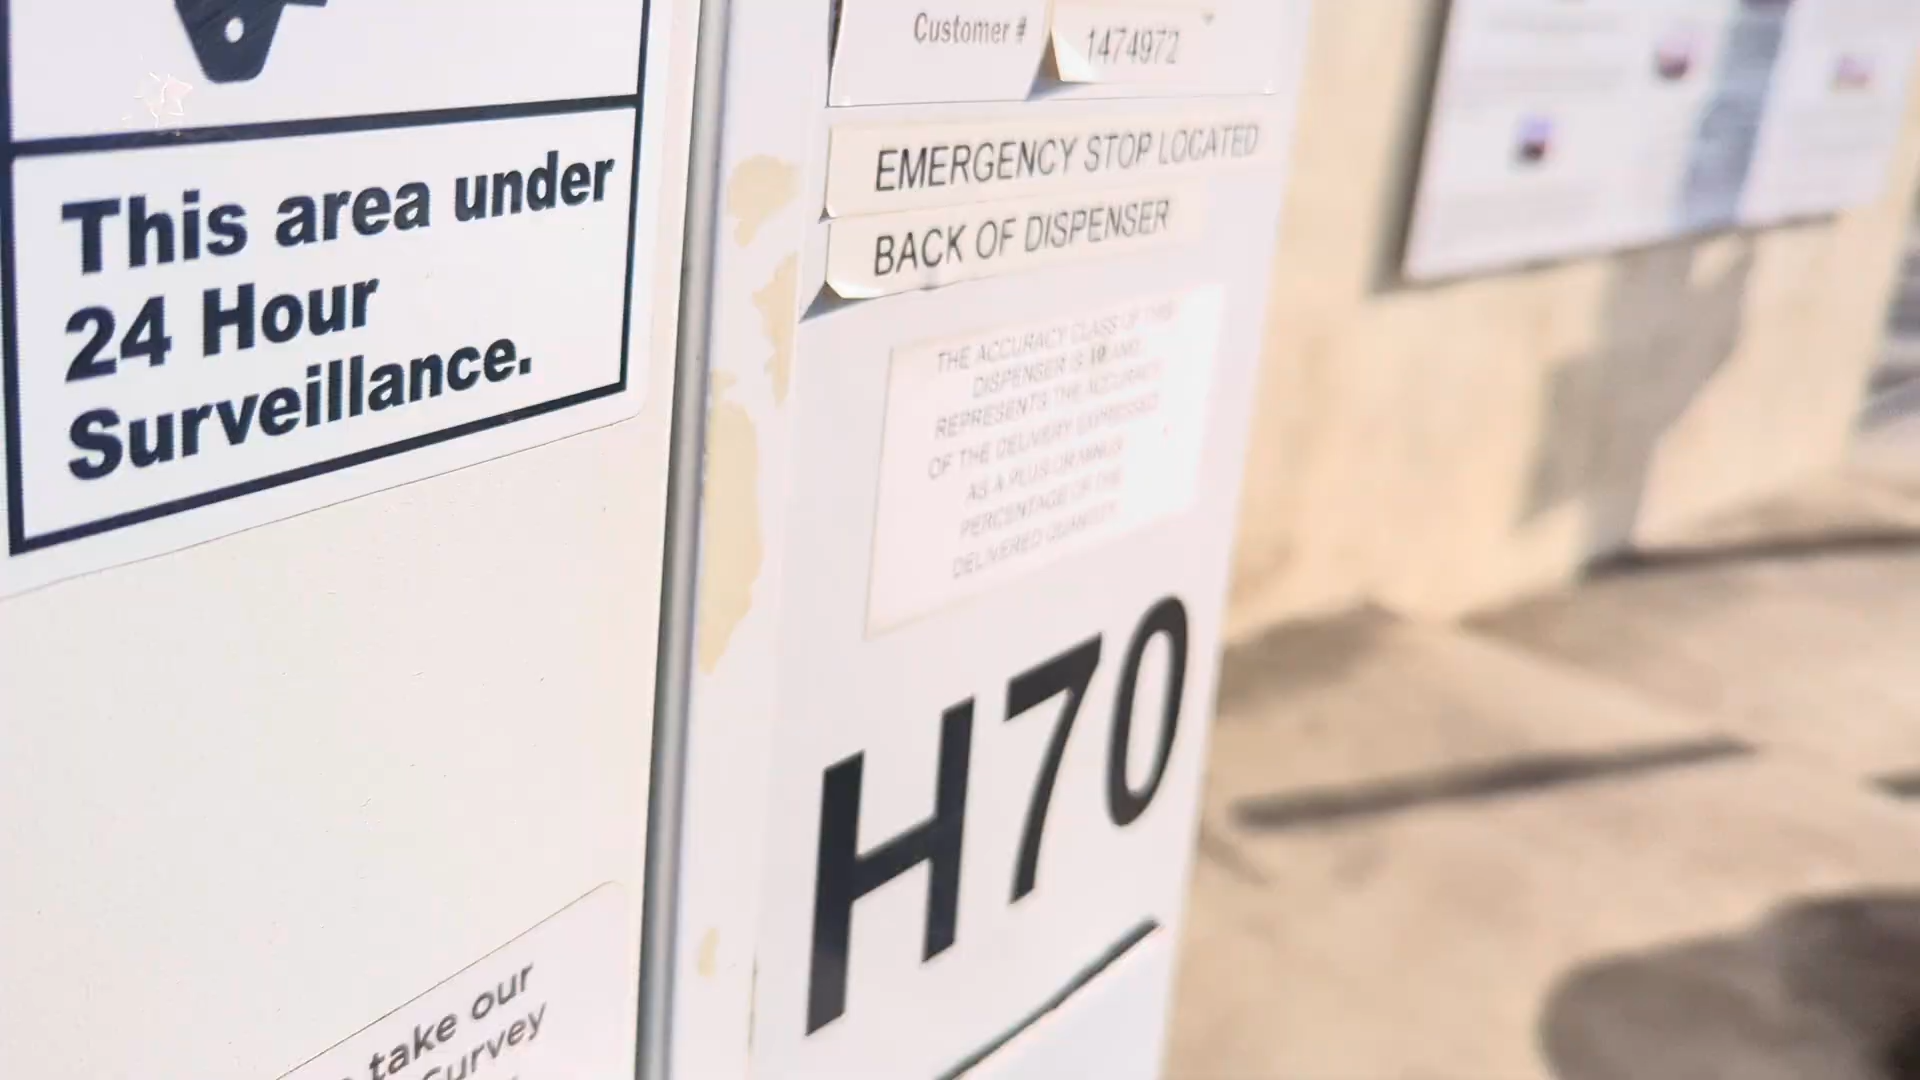 This area under
24 Hour
Surveillance.
take our
survey
Customer # 1474972
EMERGENCY STOP LOCATED
BACK OF DISPENSER
THE ACCURACY CLASS OF THIS
DISPENSER IS 10 AND
REPRESENTS THE ACCURACY
OF THE DELIVERY EXPRESSED
AS A PLUS OR MINUS
PERCENTAGE OF THE
DELIVERED QUANTITY
H70